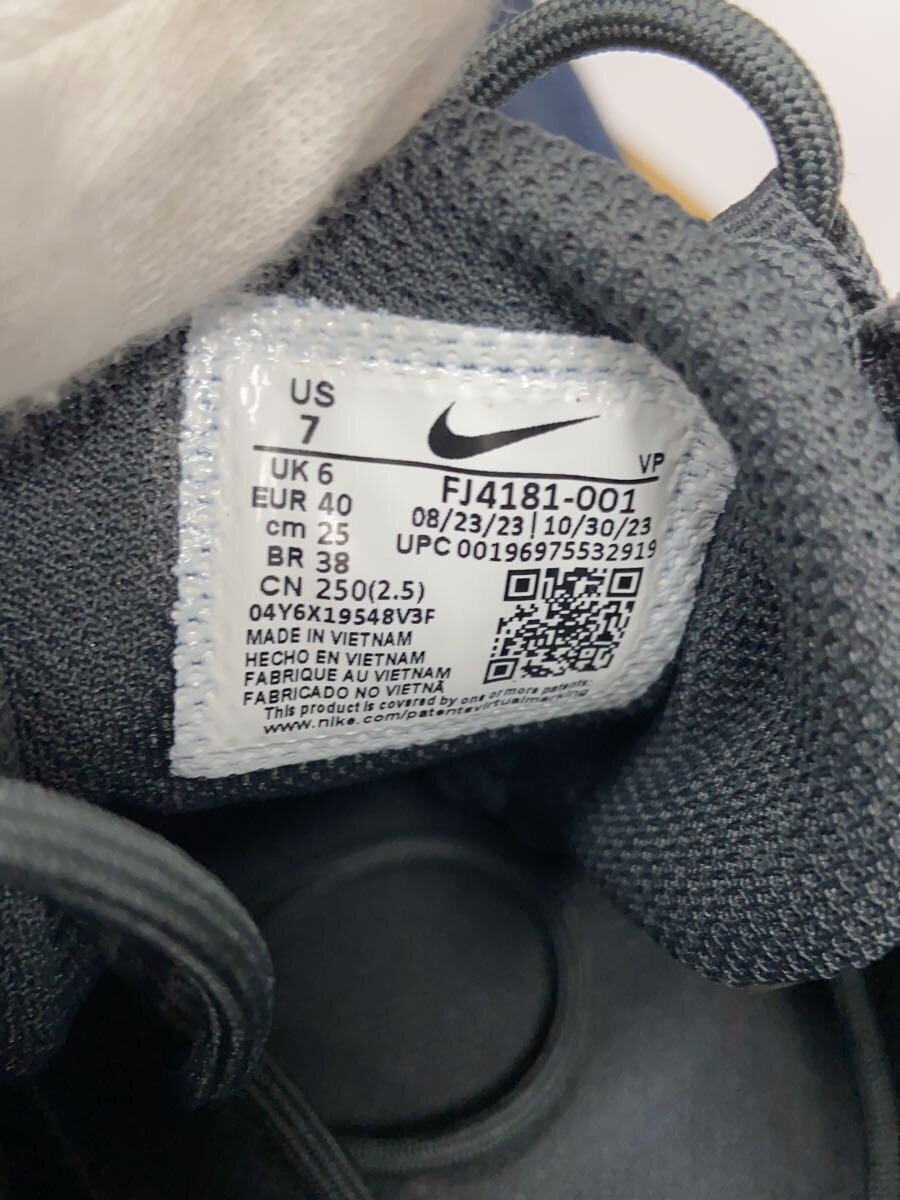 US
7
UK 6
EUR 40
cm 25
BR 38
CN 250(2.5)
VP
FJ4181-001
08/23/23 | 10/30/23
UPC 00196975532919
04Y6X19548V3F
MADE IN VIETNAM
HECHO EN VIETNAM
FABRIQUE AU VIETNAM
FABRICADO NO VIETNÃ
This product is covered by one or more patents:
www.nike.com/patentsvirtualmarking